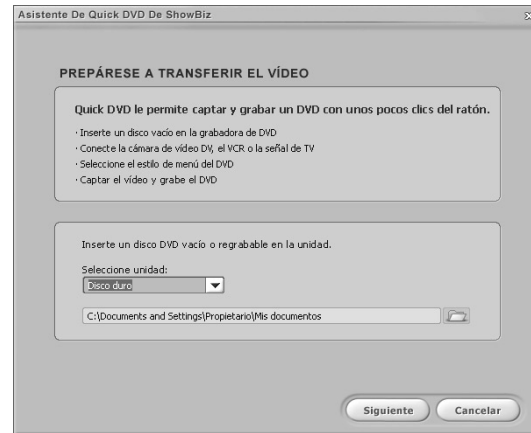 Asistente De Quick DVD De ShowBiz
PREPÁRESE A TRANSFERIR EL VÍDEO
Quick DVD le permite captar y grabar un DVD con unos pocos clics del ratón.
· Inserte un disco vacío en la grabadora de DVD
· Conecte la cámara de vídeo DV, el VCR o la señal de TV
· Seleccione el estilo de menú del DVD
· Captar el vídeo y grabe el DVD
Inserte un disco DVD vacío o regrabable en la unidad.
Seleccione unidad:
Disco duro
C:\Documents and Settings\Propietario\Mis documentos
Siguiente
Cancelar